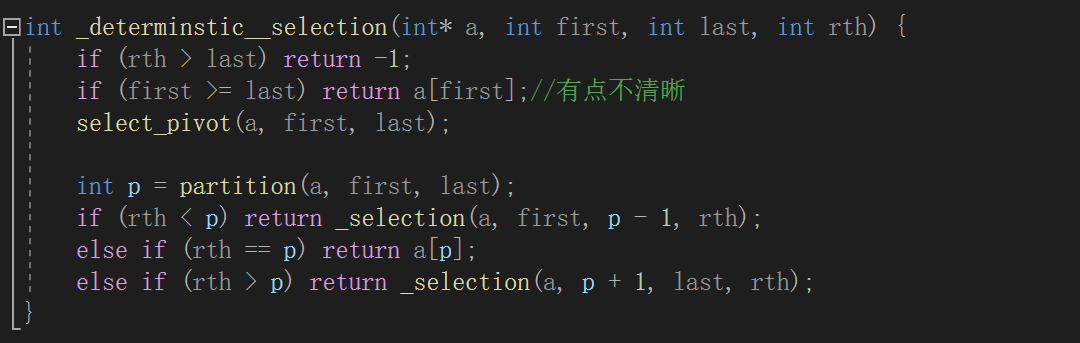 int _determinstic__selection(int* a, int first, int last, int rth) {
if (rth > last) return -1;
if (first >= last) return a[first];//有点不清晰
select_pivot(a, first, last);
int p = partition(a, first, last);
if (rth < p) return _selection(a, first, p - 1, rth);
else if (rth == p) return a[p];
else if (rth > p) return _selection(a, p + 1, last, rth);
}